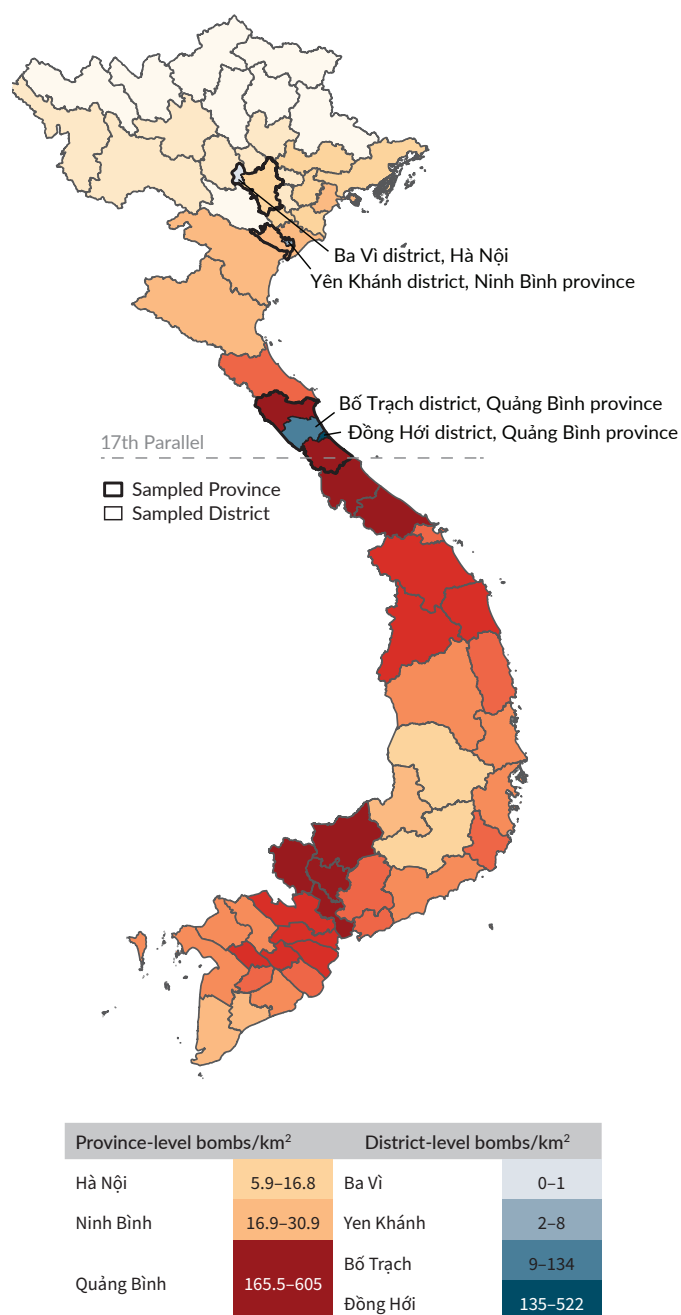 Ba Vì district, Hà Nội
Yên Khánh district, Ninh Bình province
Bố Trạch district, Quảng Bình province
Đồng Hới district, Quảng Bình province
17th Parallel
Sampled Province
Sampled District
Province-level bombs/km² District-level bombs/km²
Hà Nội 5.9–16.8 Ba Vì 0–1
Ninh Bình 16.9–30.9 Yen Khánh 2–8
Quảng Bình 165.5–605 Bố Trạch 9–134
Đồng Hới 135–522